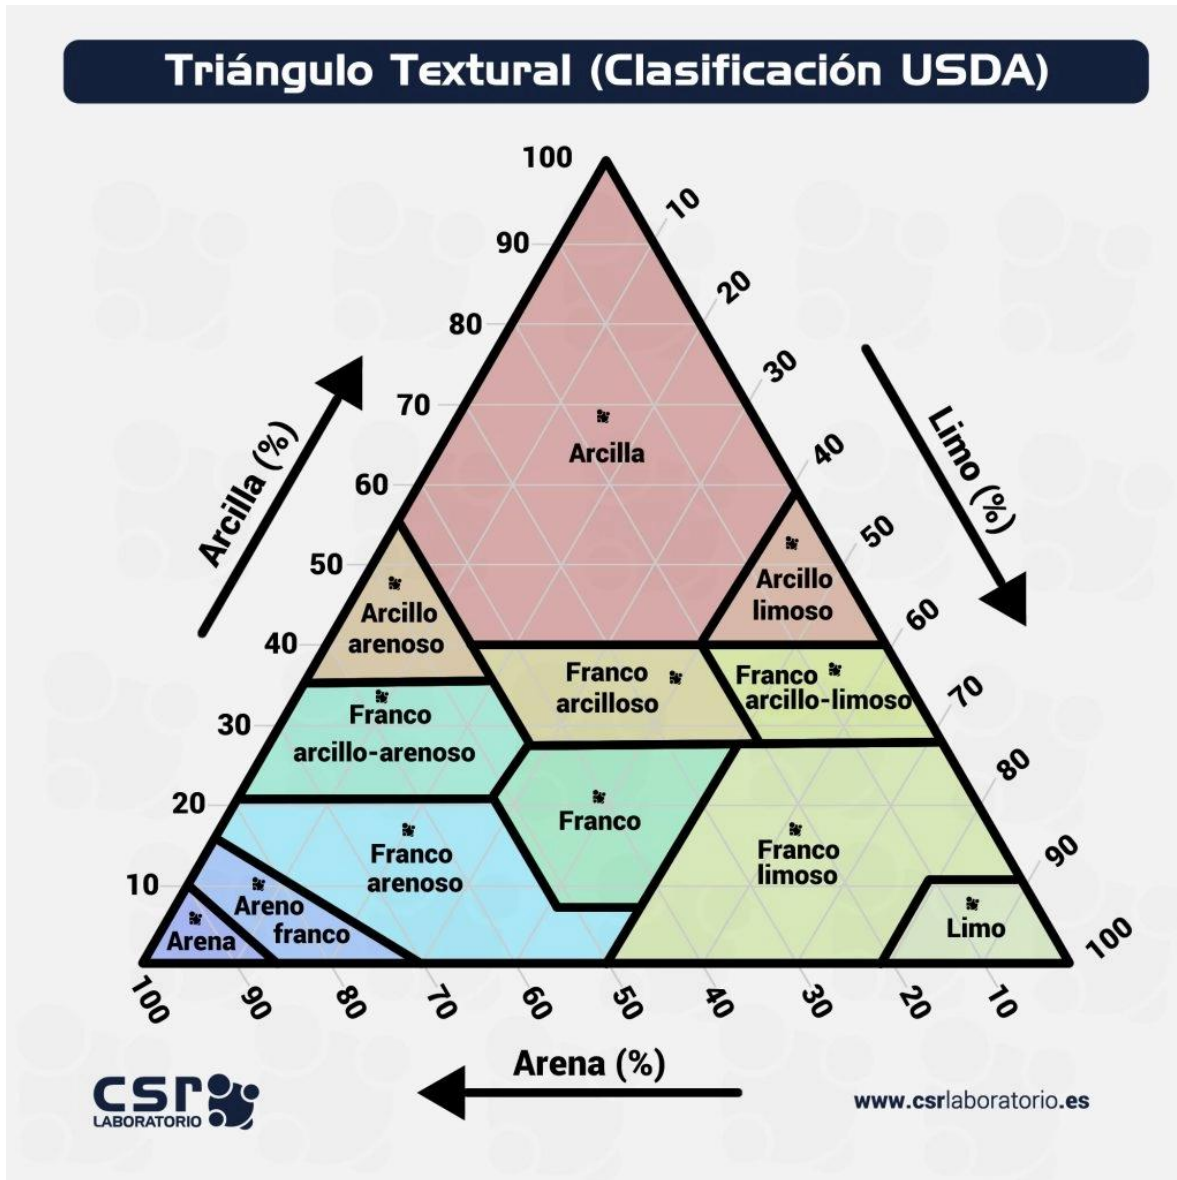 Triángulo Textural (Clasificación USDA)
100
10
90
20
80
30
70
Arcilla
40
60
50
50
Arcillo
limoso
Arcillo
arenoso
60
40
Franco
arcilloso
Franco
arcillo-limoso
70
30
Franco
arcillo-arenoso
80
20
Franco
Franco
arenoso
Franco
limoso
90
10
Areno
franco
Arena
Limo
100
100
90
80
70
60
50
40
30
20
10
Arcilla (%)
Limo (%)
Arena (%)
csr
LABORATORIO
www.csrlaboratorio.es